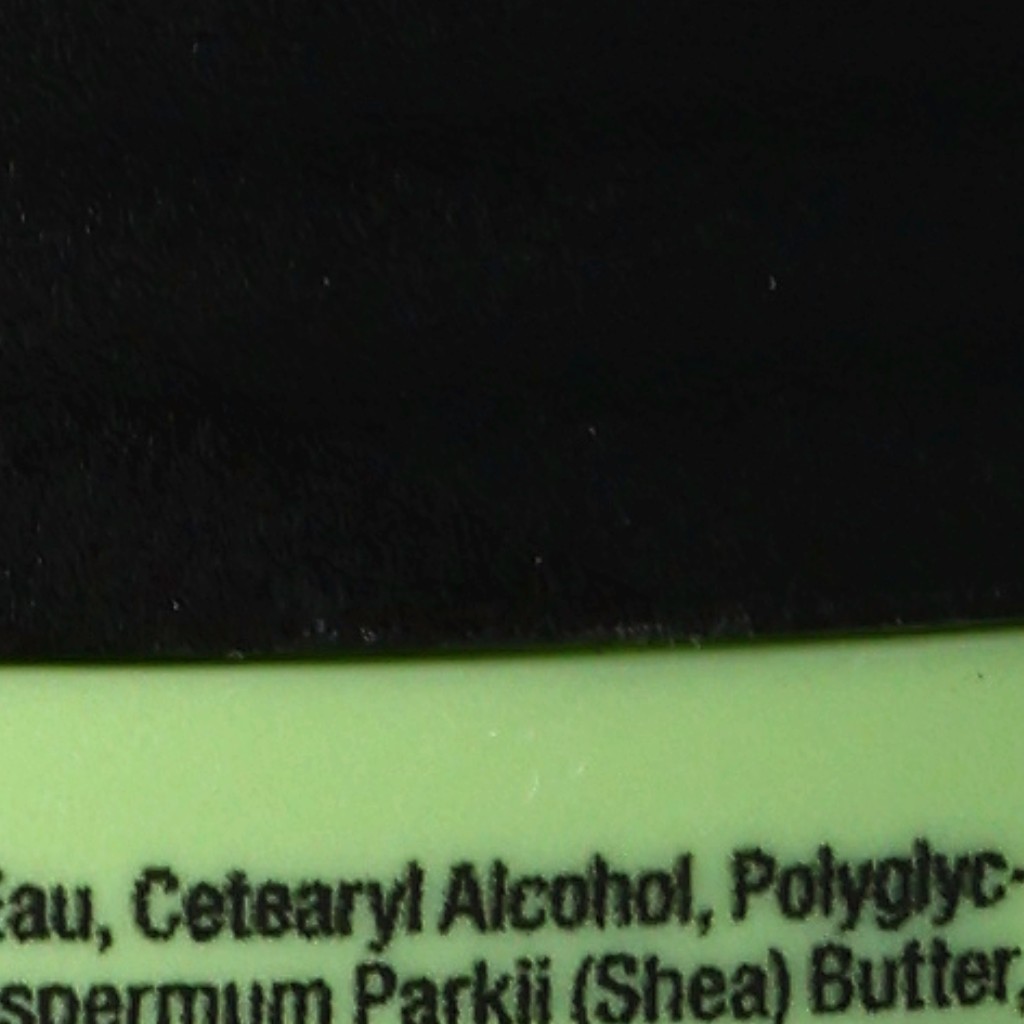 Eau, Cetearyl Alcohol, Polyglyc-
spermum Parkii (Shea) Butter,